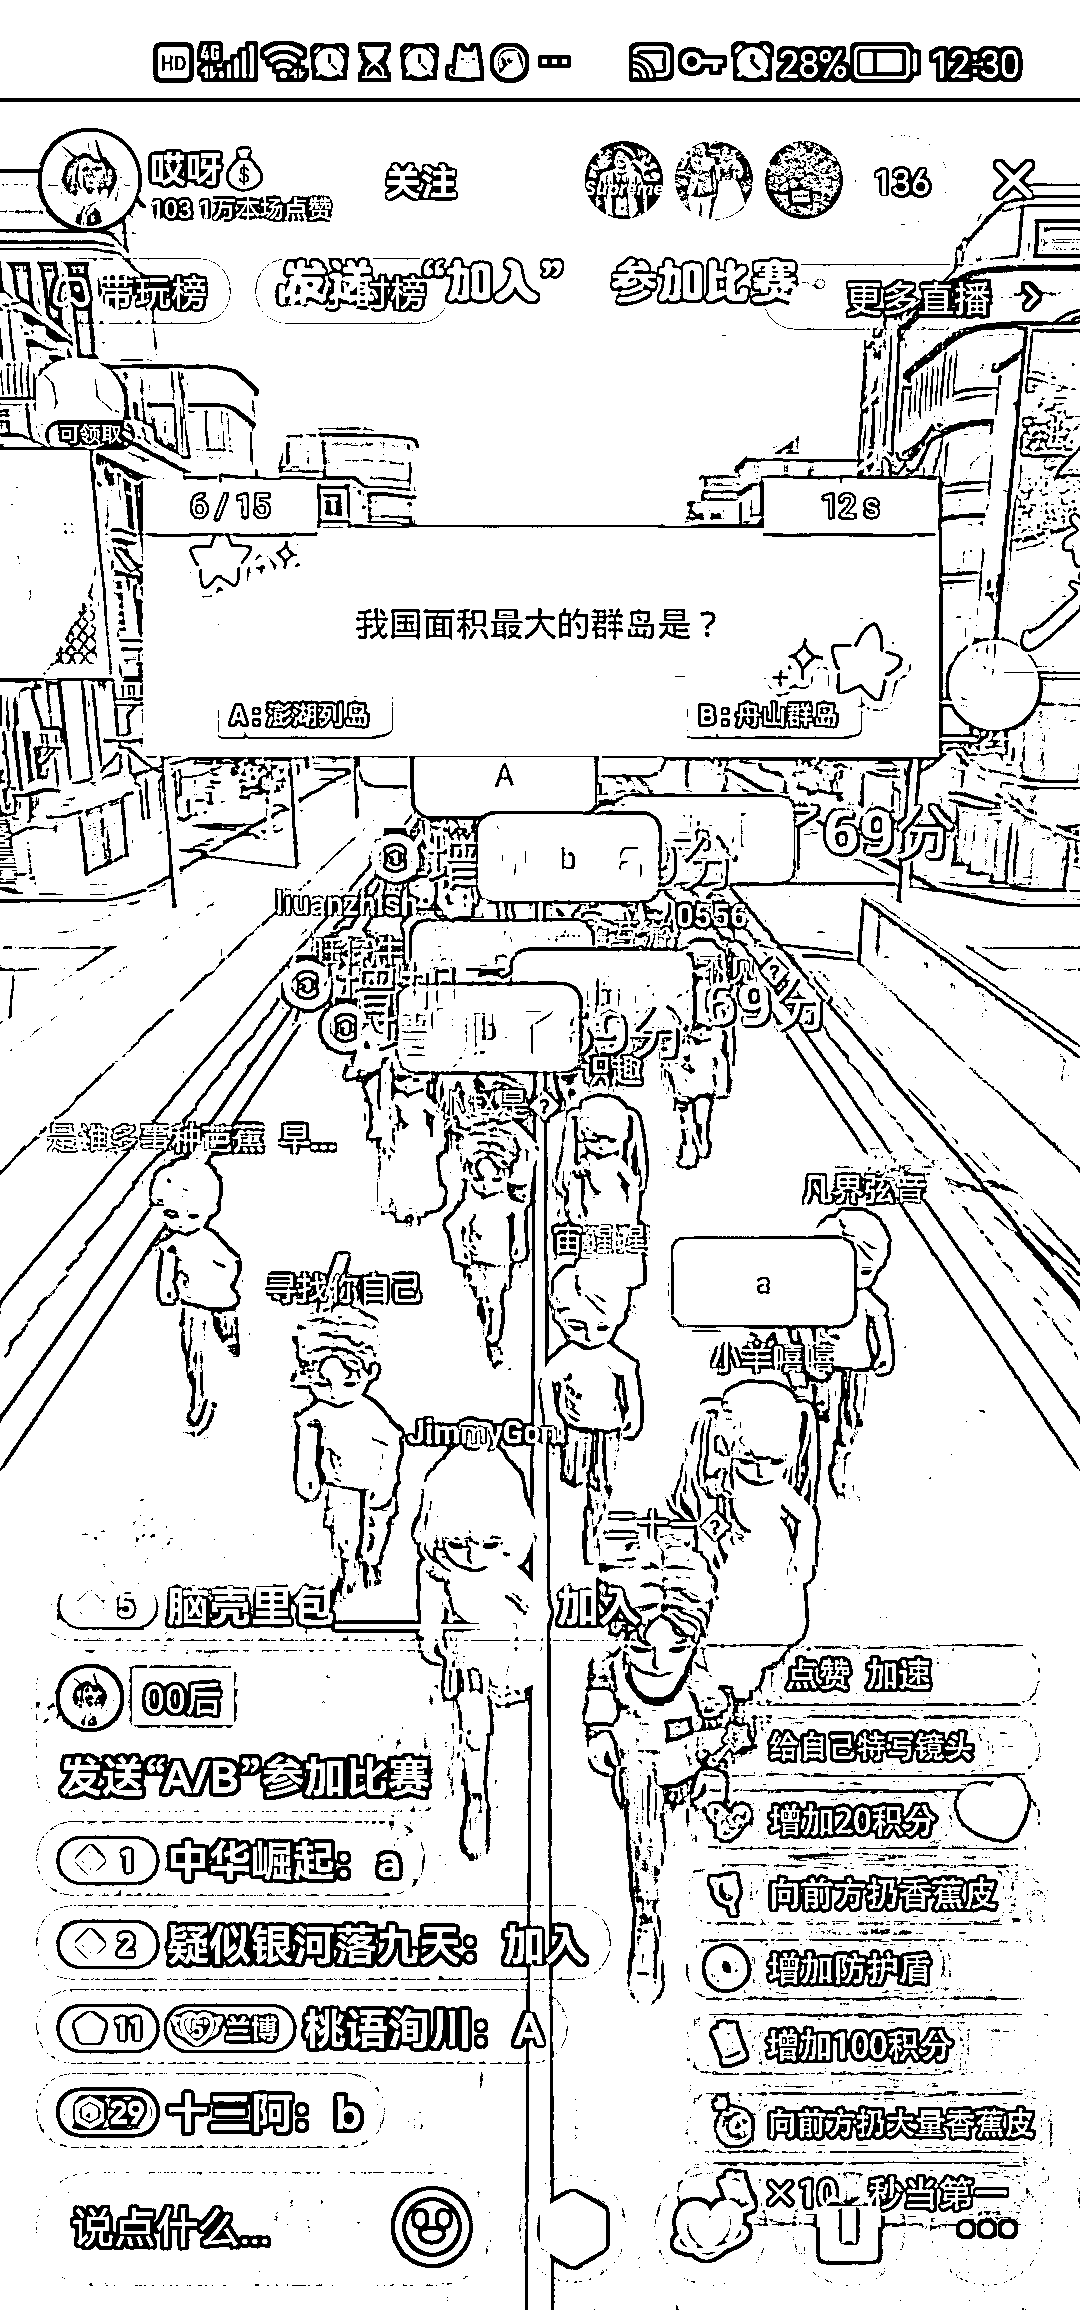 HD 4G 28% 12:30
哎呀 关注 136
103 1万本场点赞
带玩榜 发送 “加入” 参加比赛
更多直播
可领取
6/15 12s
我国面积最大的群岛是？
A:澎湖列岛 B:舟山群岛
A
69分
b
liuanzhish 0556
69分
b 9分
只趣
是谁多事种芭蕉 早...
凡界弦音
寻找你自己 a
小羊嘻嘻
JimmyGon
二十一
5 脑壳里包 加入
00后 点赞 加速
给自己特写镜头
发送“A/B”参加比赛
增加20积分
1 中华崛起：a
向前方扔香蕉皮
2 疑似银河落九天：加入
增加防护盾
11 兰博 桃语洵川：A
增加100积分
29 十三阿：b
向前方扔大量香蕉皮
×10 秒当第一
说点什么...